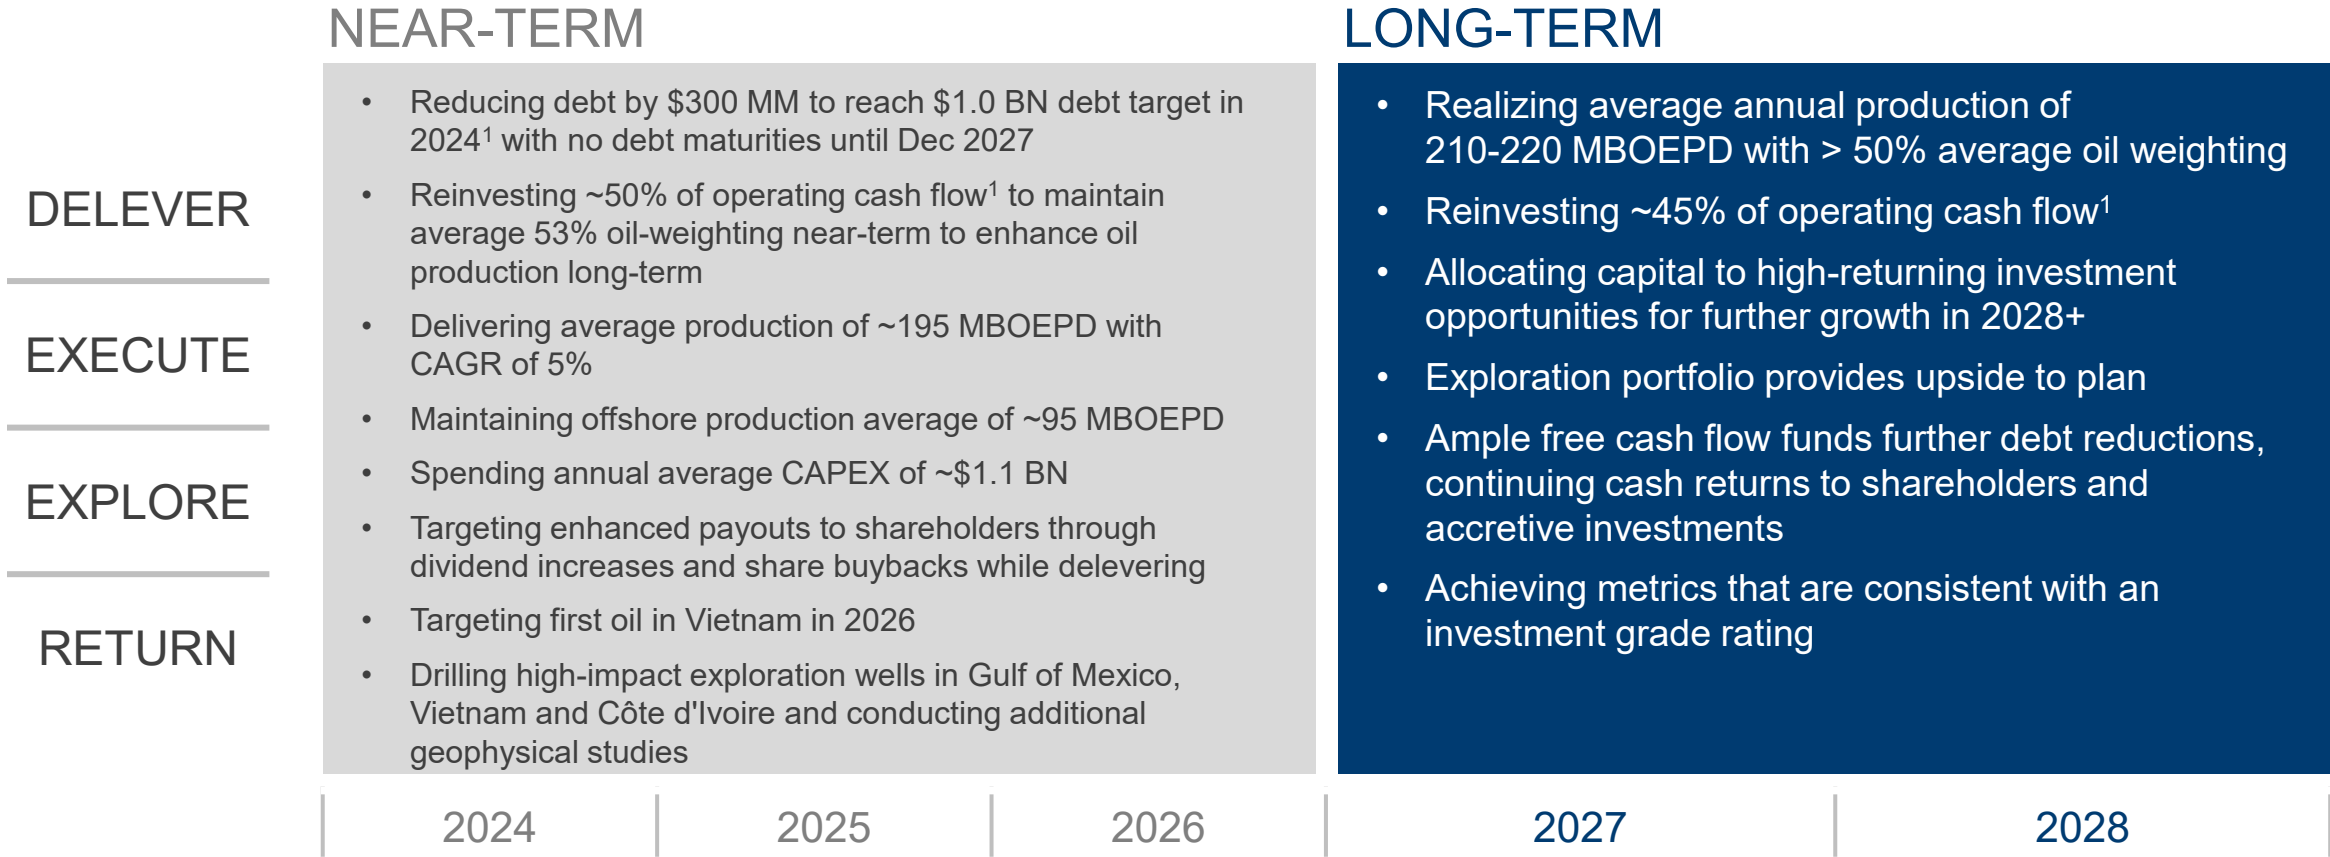 NEAR-TERM
• Reducing debt by $300 MM to reach $1.0 BN debt target in
2024¹ with no debt maturities until Dec 2027
• Reinvesting ~50% of operating cash flow¹ to maintain
average 53% oil-weighting near-term to enhance oil
production long-term
• Delivering average production of ~195 MBOEPD with
CAGR of 5%
• Maintaining offshore production average of ~95 MBOEPD
• Spending annual average CAPEX of ~$1.1 BN
• Targeting enhanced payouts to shareholders through
dividend increases and share buybacks while delevering
• Targeting first oil in Vietnam in 2026
• Drilling high-impact exploration wells in Gulf of Mexico,
Vietnam and Côte d'Ivoire and conducting additional
geophysical studies
LONG-TERM
• Realizing average annual production of
210-220 MBOEPD with > 50% average oil weighting
• Reinvesting ~45% of operating cash flow¹
• Allocating capital to high-returning investment
opportunities for further growth in 2028+
• Exploration portfolio provides upside to plan
• Ample free cash flow funds further debt reductions,
continuing cash returns to shareholders and
accretive investments
• Achieving metrics that are consistent with an
investment grade rating
DELEVER
EXECUTE
EXPLORE
RETURN
2024
2025
2026
2027
2028